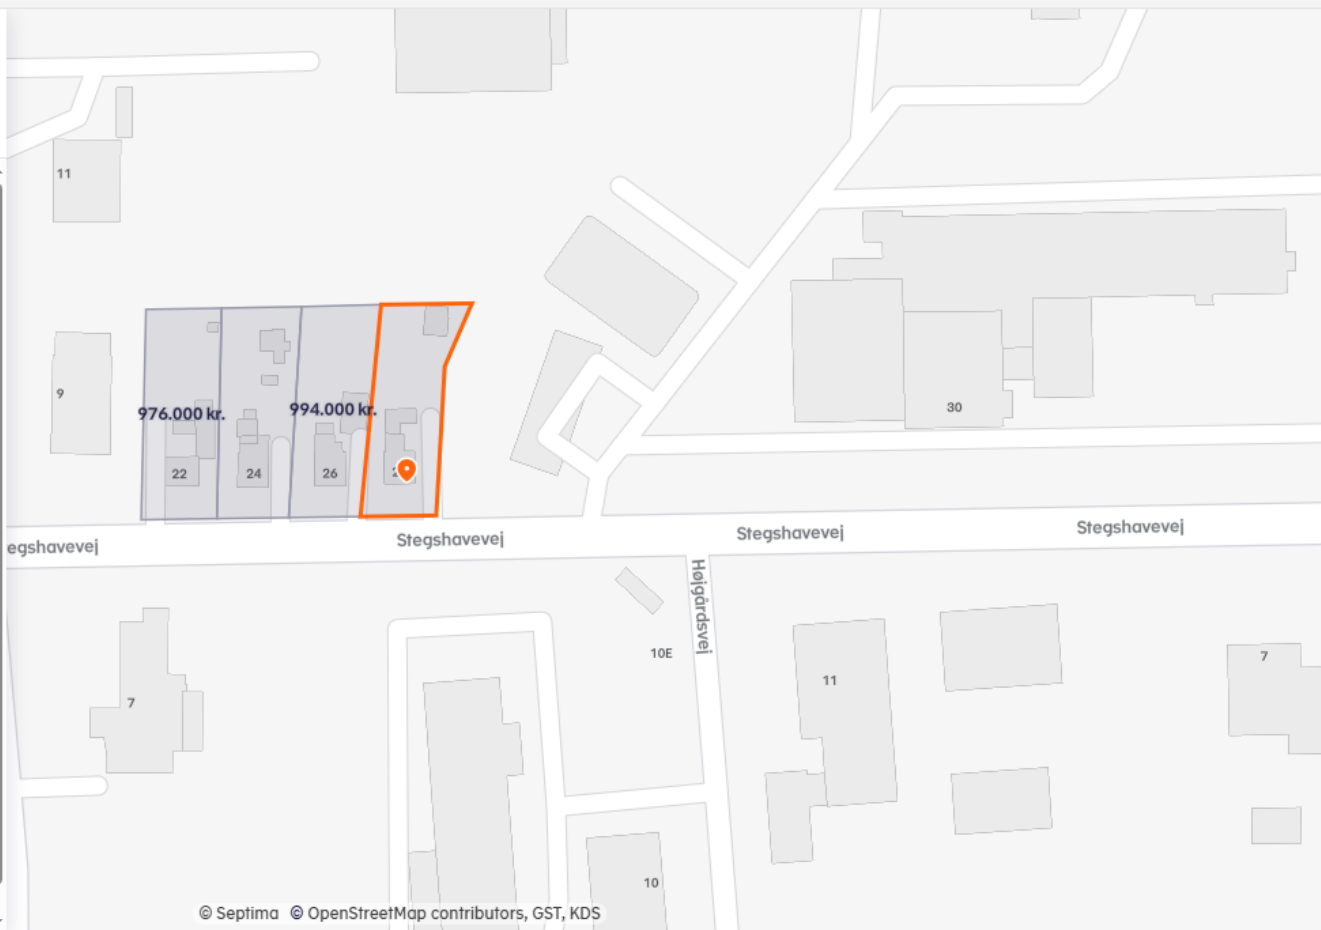 11
9
976.000 kr.
994.000 kr.
30
22
24
26
egshavevej
Stegshavevej
Stegshavevej
Stegshavevej
Højgårdsvej
10E
7
11
7
10
© Septima © OpenStreetMap contributors, GST, KDS